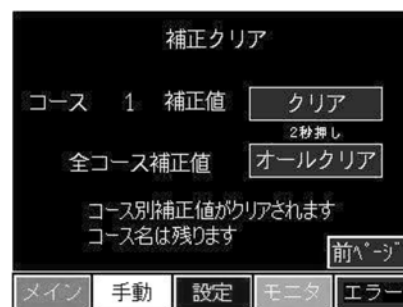 補正クリア
コース 1 補正値 クリア
2秒押し
全コース補正値 オールクリア
コース別補正値がクリアされます
コース名は残ります
前ページ
メイン 手動 設定 モニタ エラー